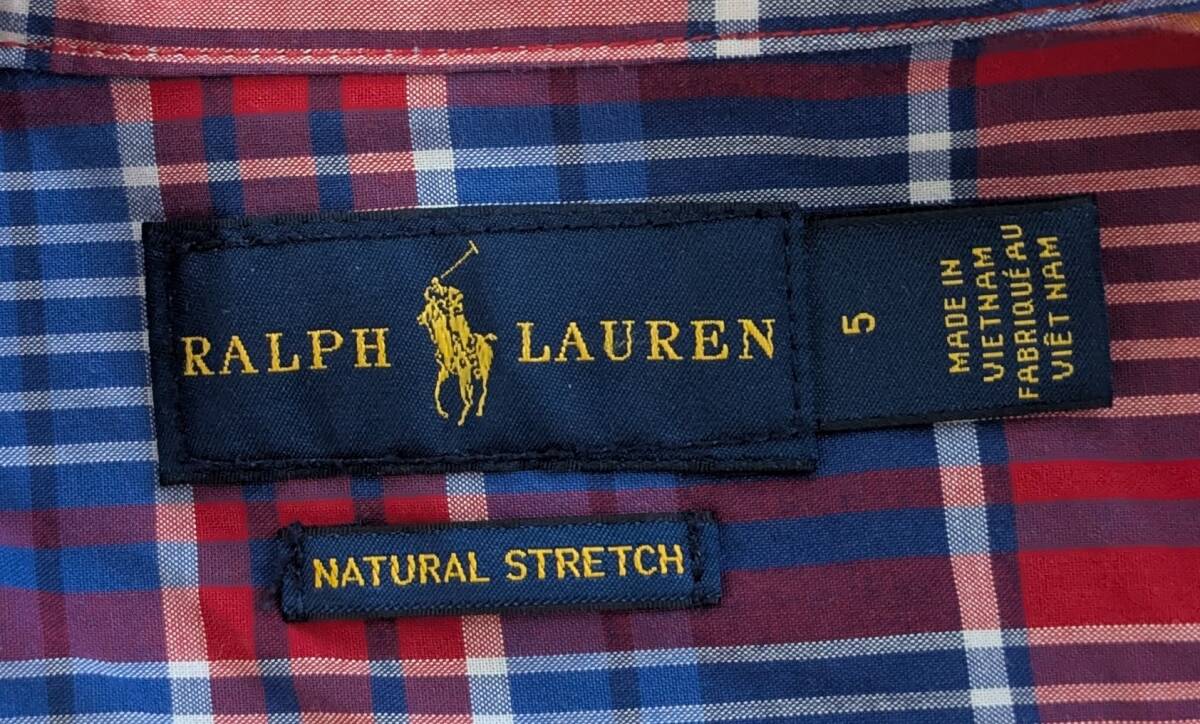 RALPH LAUREN
5
MADE IN
VIETNAM
FABRIQUÉ AU
VIÊT NAM
NATURAL STRETCH